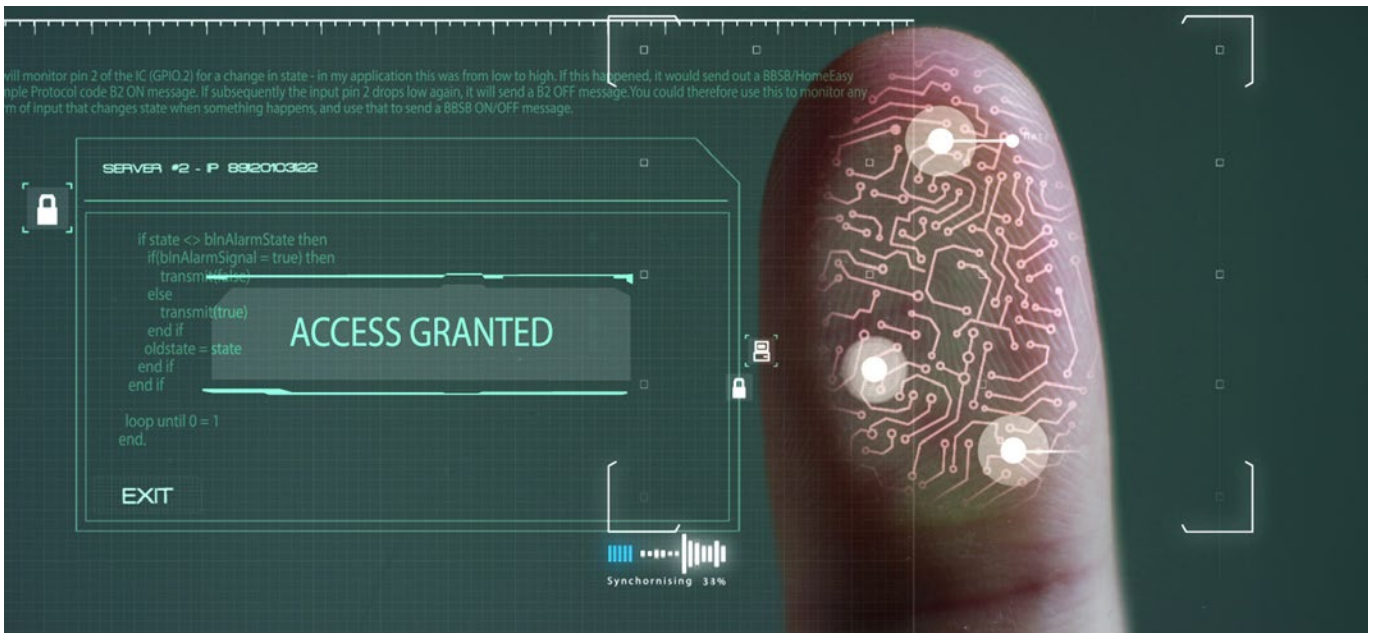 will monitor pin 2 of the IC (GPIO.2) for a change in state - in my application this was from low to high. If this happened, it would send out a BBSB/HomeEasy
mple Protocol code B2 ON message. If subsequently the input pin 2 drops low again, it will send a B2 OFF message.You could therefore use this to monitor any
rm of input that changes state when something happens, and use that to send a BBSB ON/OFF message.
SERVER #2 - IP 89120103122
if state <> blnAlarmState then
if(blnAlarmSignal = true) then
transmit(false)
else
transmit(true)
end if
oldstate = state
end if
end if
loop until 0 = 1
end.
ACCESS GRANTED
EXIT
Synchornising 38%